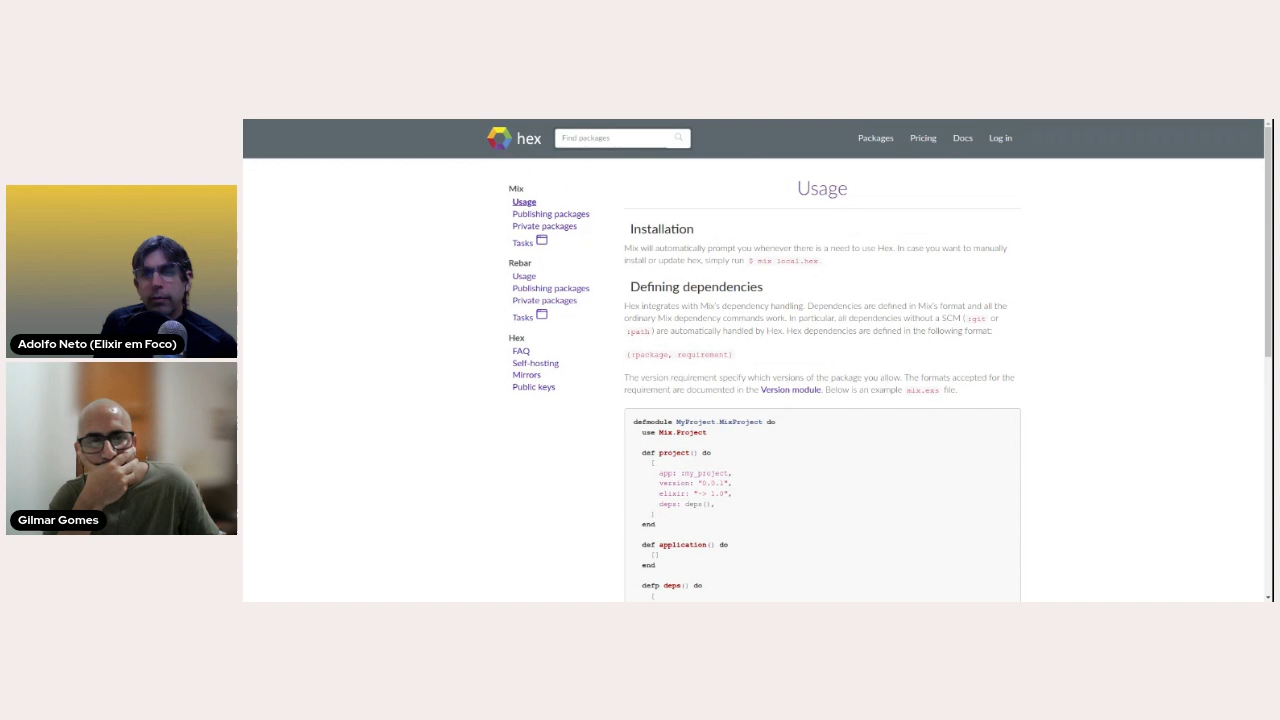 hex
Find packages
Packages
Pricing
Docs
Log in
Mix
Usage
Publishing packages
Private packages
Tasks
Rebar
Usage
Publishing packages
Private packages
Tasks
Hex
FAQ
Self-hosting
Mirrors
Public keys
Usage
Installation
Mix will automatically prompt you whenever there is a need to use Hex. In case you want to manually
install or update hex, simply run $ mix local.hex.
Defining dependencies
Hex integrates with Mix's dependency handling. Dependencies are defined in Mix's format and all the
ordinary Mix dependency commands work. In particular, all dependencies without a SCM (:git or
:path) are automatically handled by Hex. Hex dependencies are defined in the following format:
{:package, requirement}
The version requirement specify which versions of the package you allow. The formats accepted for the
requirement are documented in the Version module. Below is an example mix.exs file.
defmodule MyProject.MixProject do
use Mix.Project
def project() do
[
app: :my_project,
version: "0.0.1",
elixir: "~> 1.0",
deps: deps(),
]
end
def application() do
[]
end
defp deps() do
[
Adolfo Neto (Elixir em Foco)
Gilmar Gomes